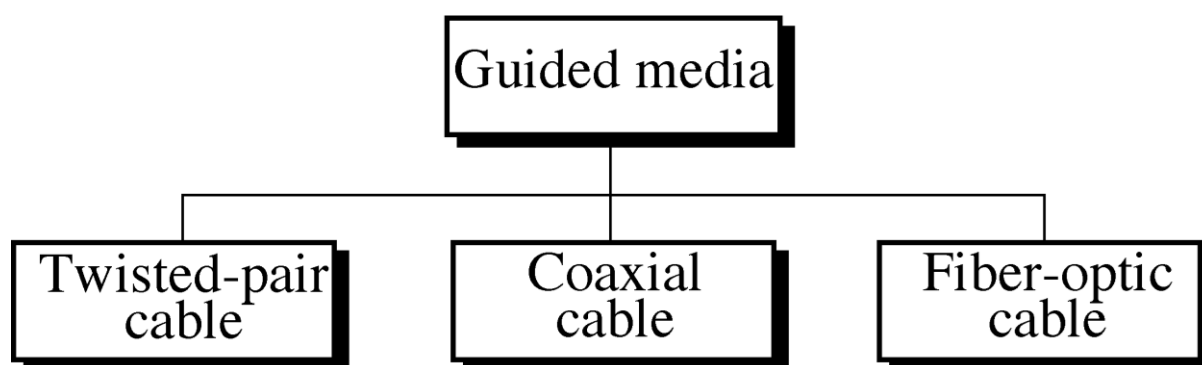 Guided media
Twisted-pair
cable
Coaxial
cable
Fiber-optic
cable